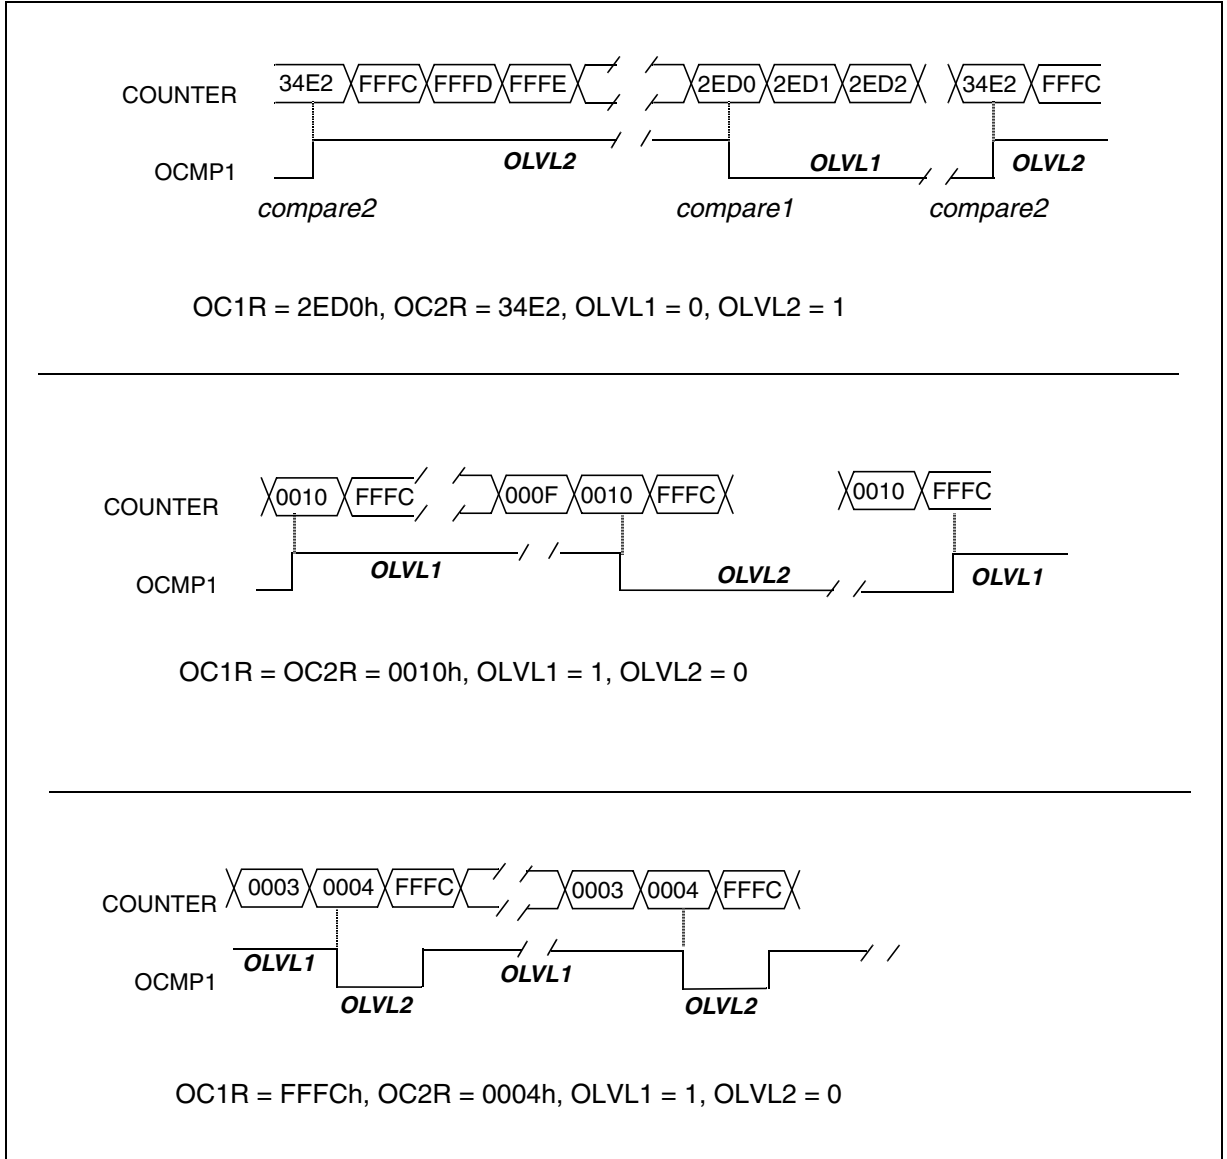 COUNTER 34E2 FFFC FFFD FFFE 2ED0 2ED1 2ED2 34E2 FFFC
OCMP1 OLVL2 OLVL1 OLVL2
compare2 compare1 compare2
OC1R = 2ED0h, OC2R = 34E2, OLVL1 = 0, OLVL2 = 1
COUNTER 0010 FFFC 000F 0010 FFFC 0010 FFFC
OCMP1 OLVL1 OLVL2 OLVL1
OC1R = OC2R = 0010h, OLVL1 = 1, OLVL2 = 0
COUNTER 0003 0004 FFFC 0003 0004 FFFC
OLVL1 OLVL1
OCMP1 OLVL2 OLVL2
OC1R = FFFCh, OC2R = 0004h, OLVL1 = 1, OLVL2 = 0